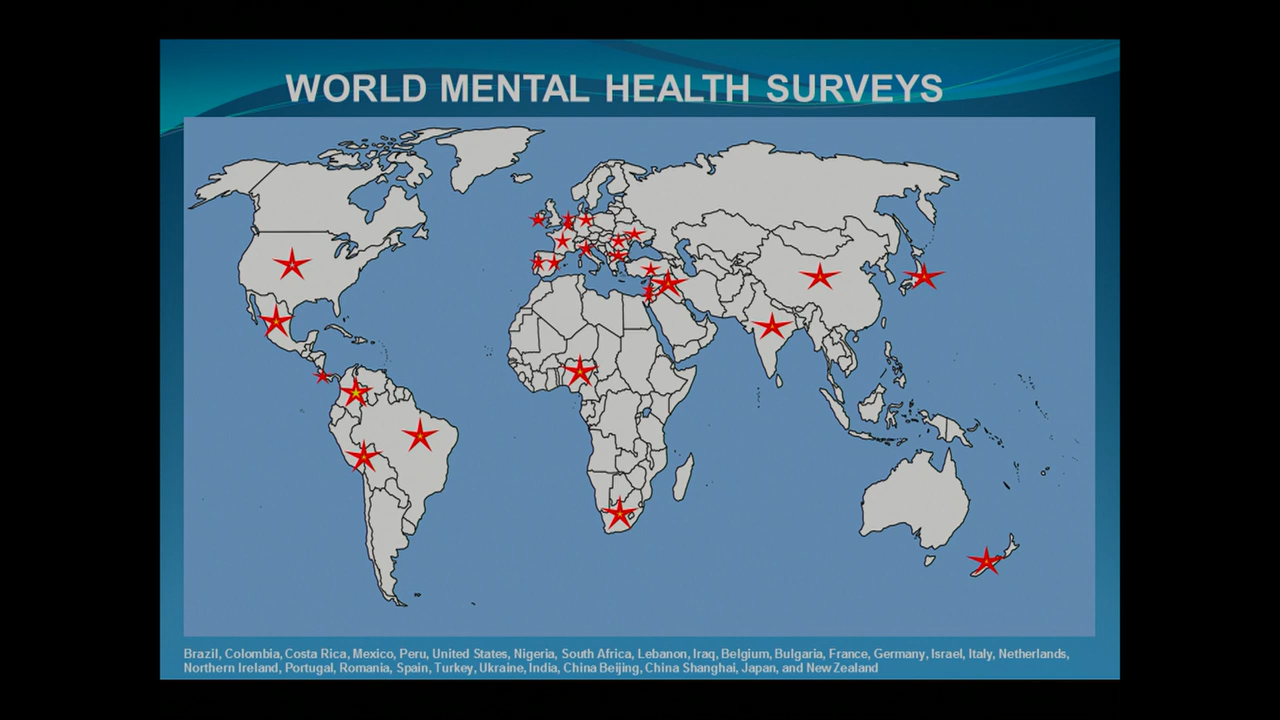 WORLD MENTAL HEALTH SURVEYS
Brazil, Colombia, Costa Rica, Mexico, Peru, United States, Nigeria, South Africa, Lebanon, Iraq, Belgium, Bulgaria, France, Germany, Israel, Italy, Netherlands,
Northern Ireland, Portugal, Romania, Spain, Turkey, Ukraine, India, China Beijing, China Shanghai, Japan, and New Zealand